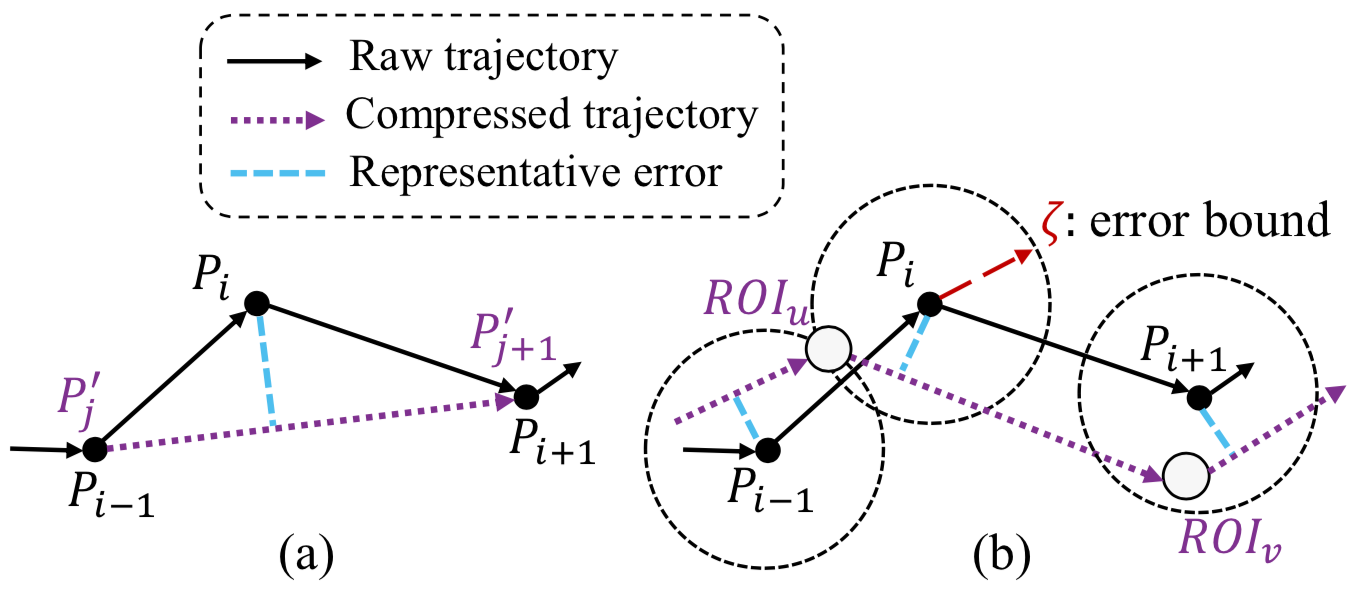 Raw trajectory
Compressed trajectory
Representative error
ζ: error bound
P_i
P_i
ROI_u
P'_{j+1}
P_{i+1}
P'_j
P_{i+1}
P_{i-1}
P_{i-1}
ROI_v
(a)
(b)